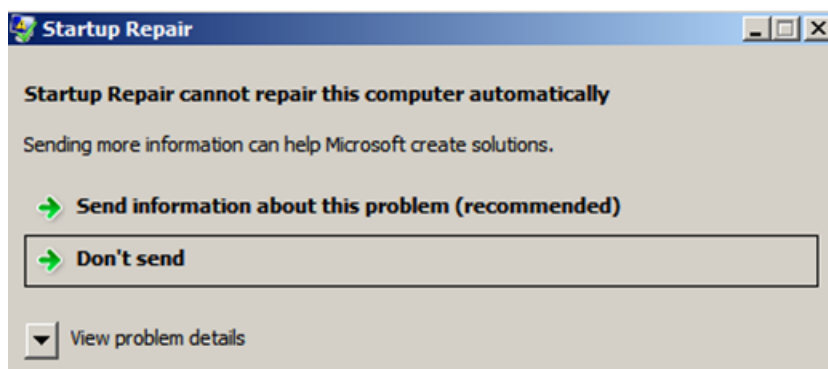 Startup Repair
Startup Repair cannot repair this computer automatically
Sending more information can help Microsoft create solutions.
Send information about this problem (recommended)
Don't send
View problem details